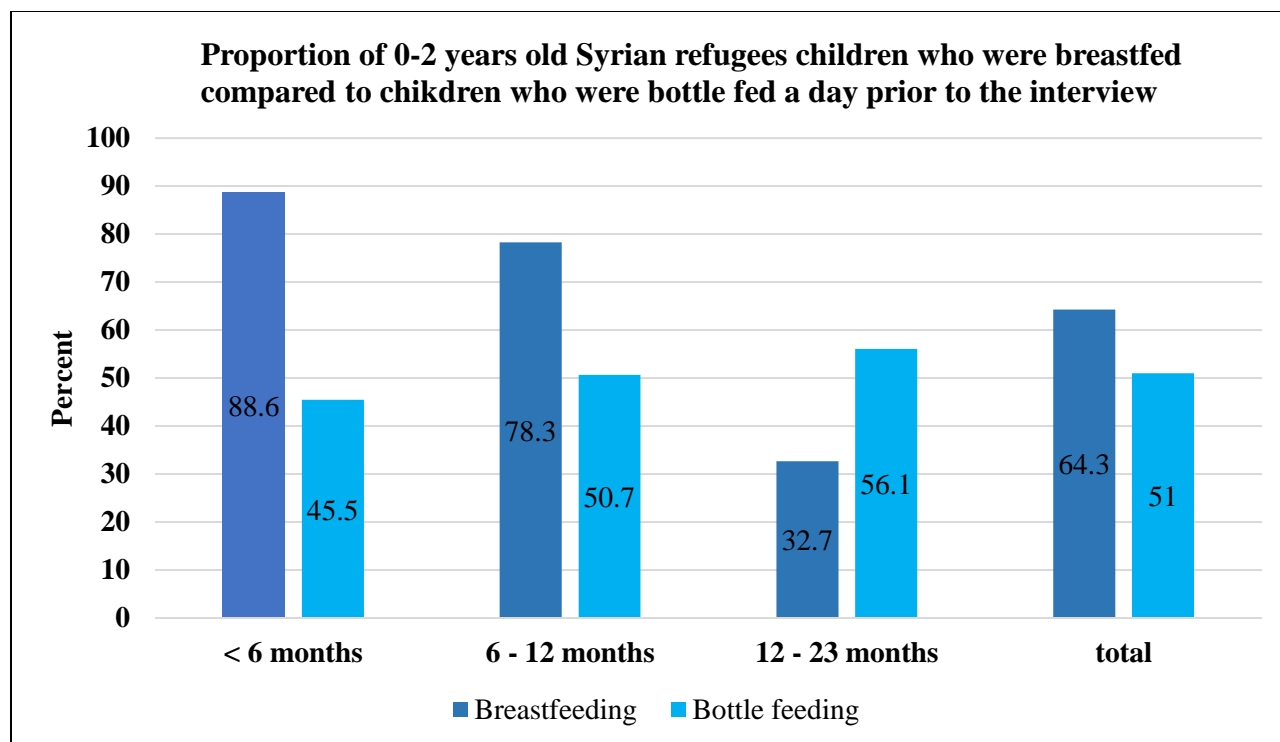 Proportion of 0-2 years old Syrian refugees children who were breastfed
compared to chikdren who were bottle fed a day prior to the interview
100
90
80
70
60
50
40
30
20
10
0
Percent
88.6
45.5
78.3
50.7
32.7
56.1
64.3
51
< 6 months
6 - 12 months
12 - 23 months
total
Breastfeeding
Bottle feeding